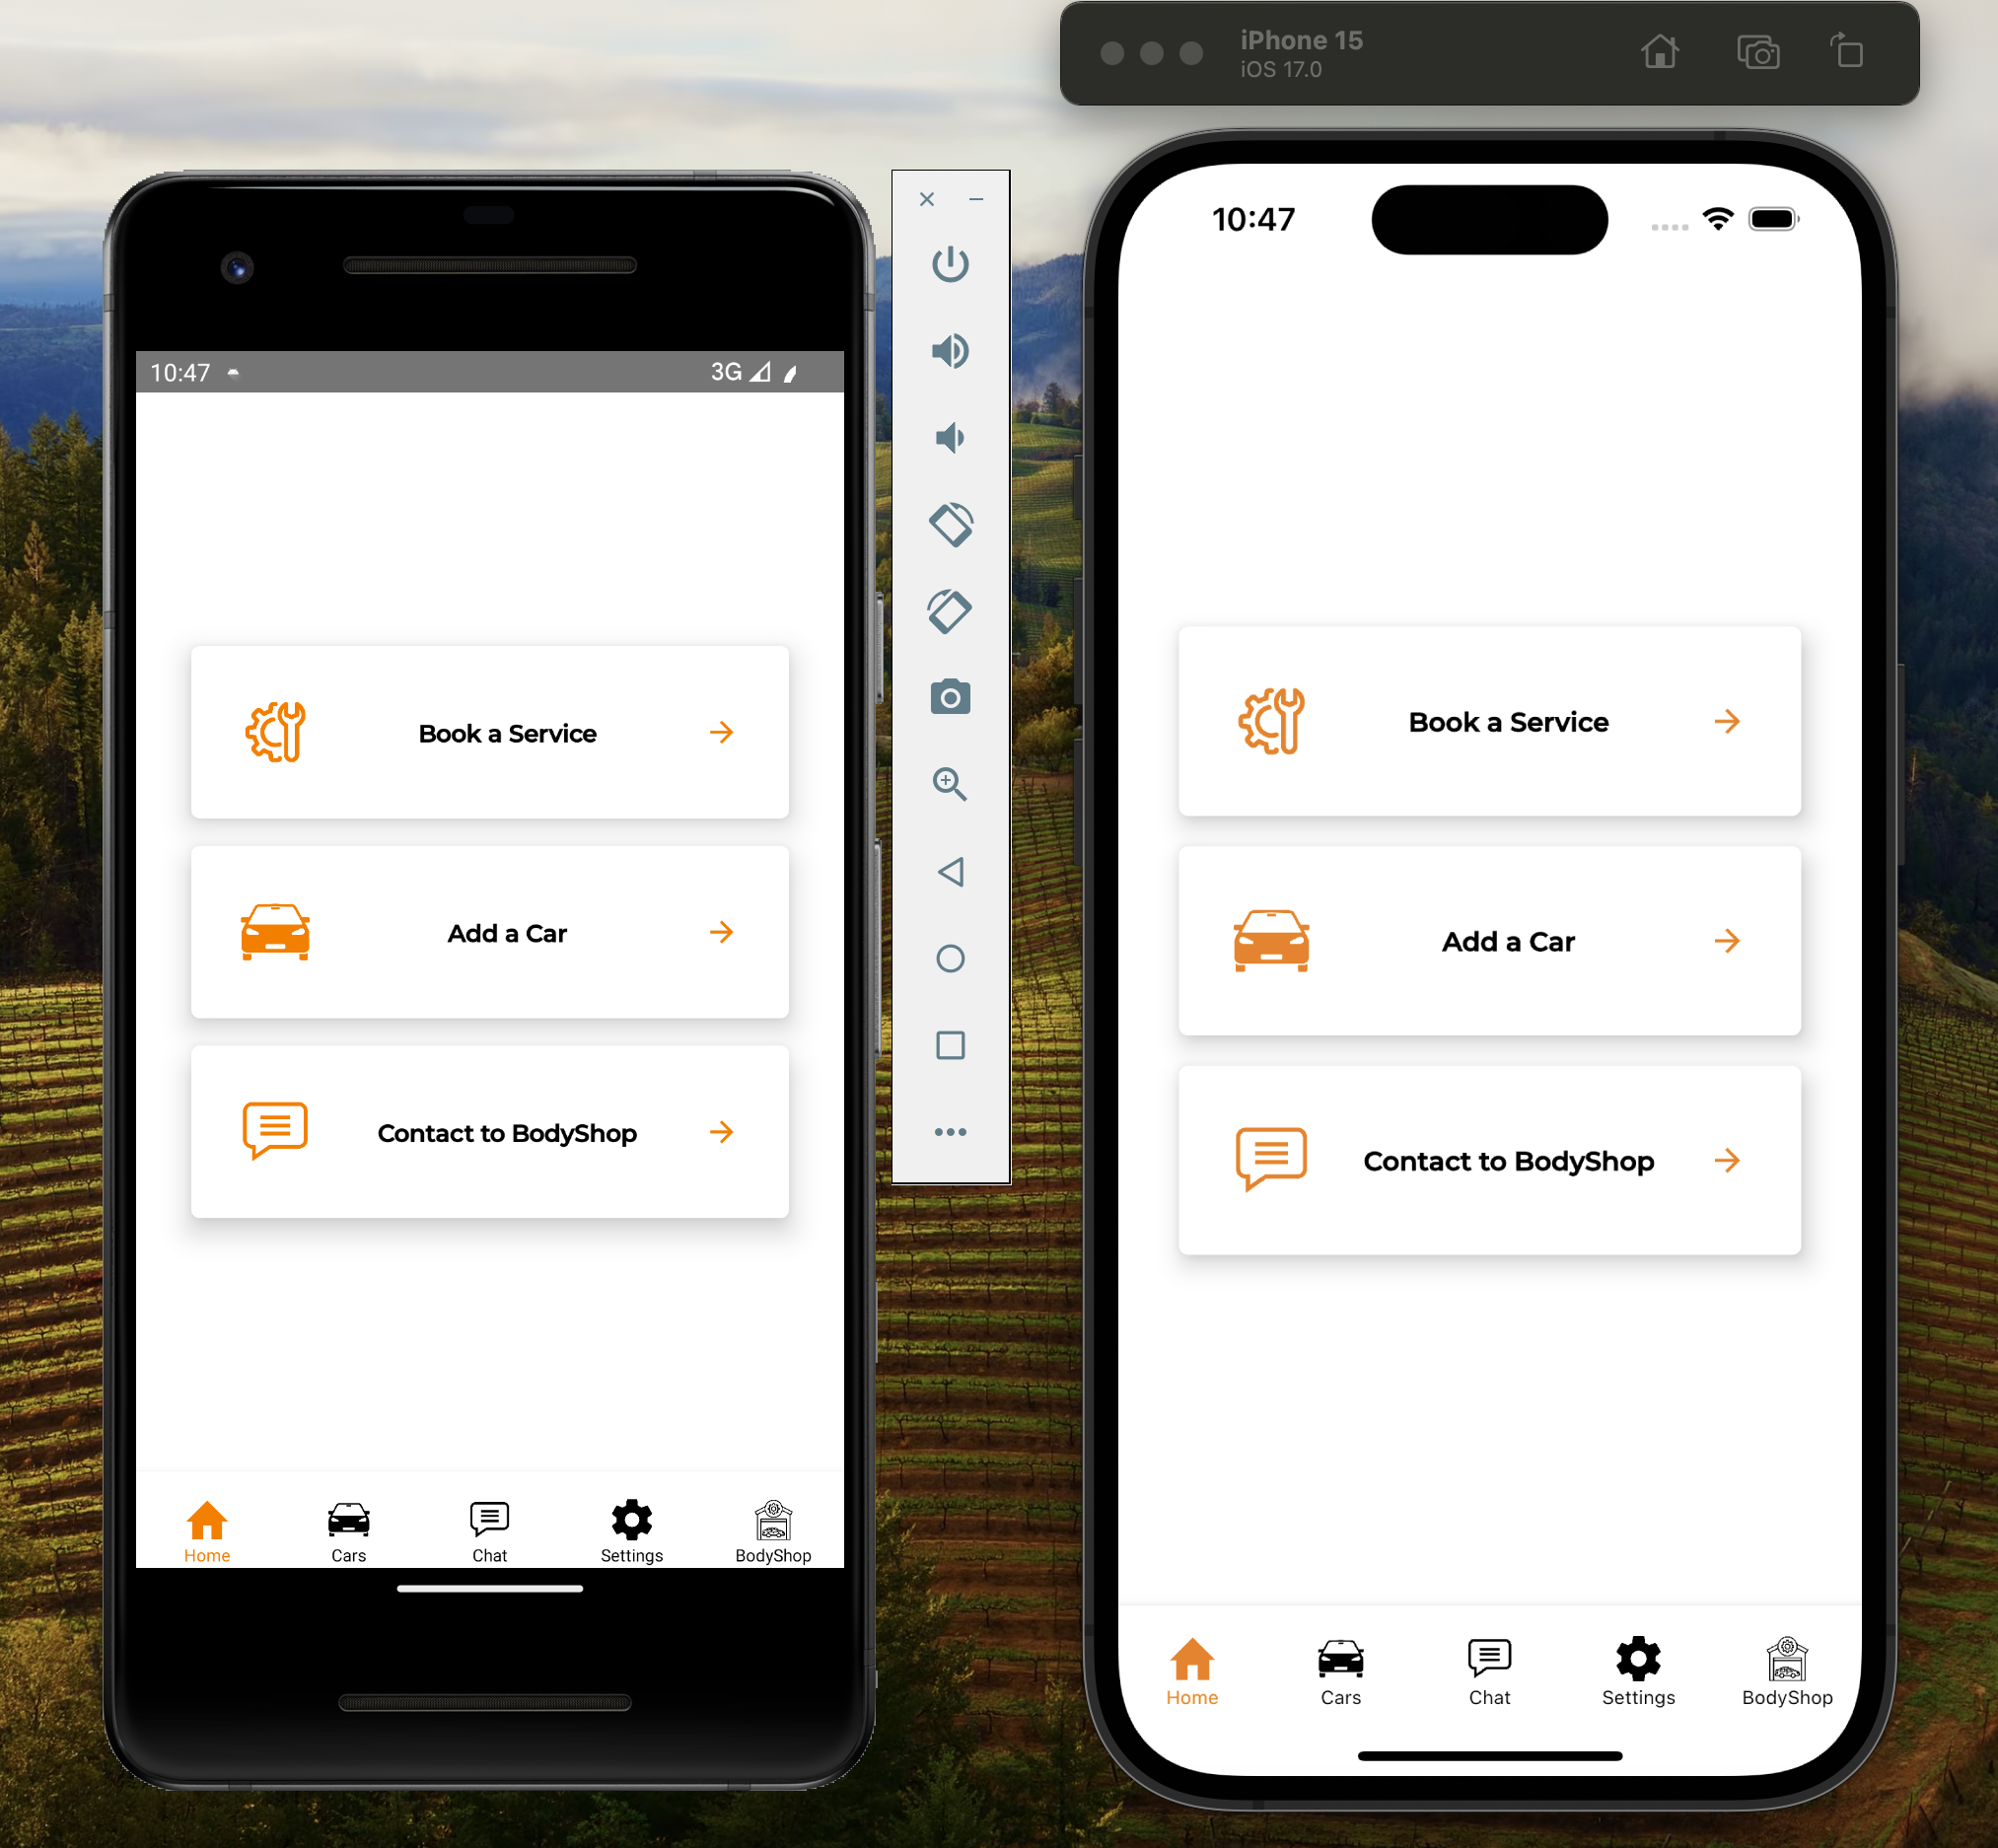 iPhone 15
iOS 17.0
10:47
3G
Book a Service
Add a Car
Contact to BodyShop
Home
Cars
Chat
Settings
BodyShop
10:47
Book a Service
Add a Car
Contact to BodyShop
Home
Cars
Chat
Settings
BodyShop